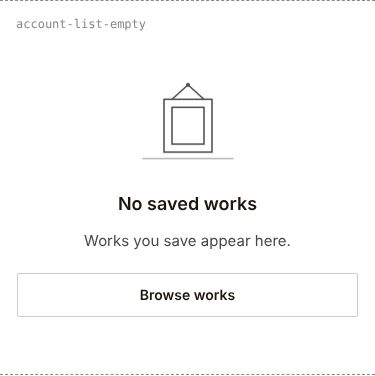 account-list-empty
No saved works
Works you save appear here.
Browse works